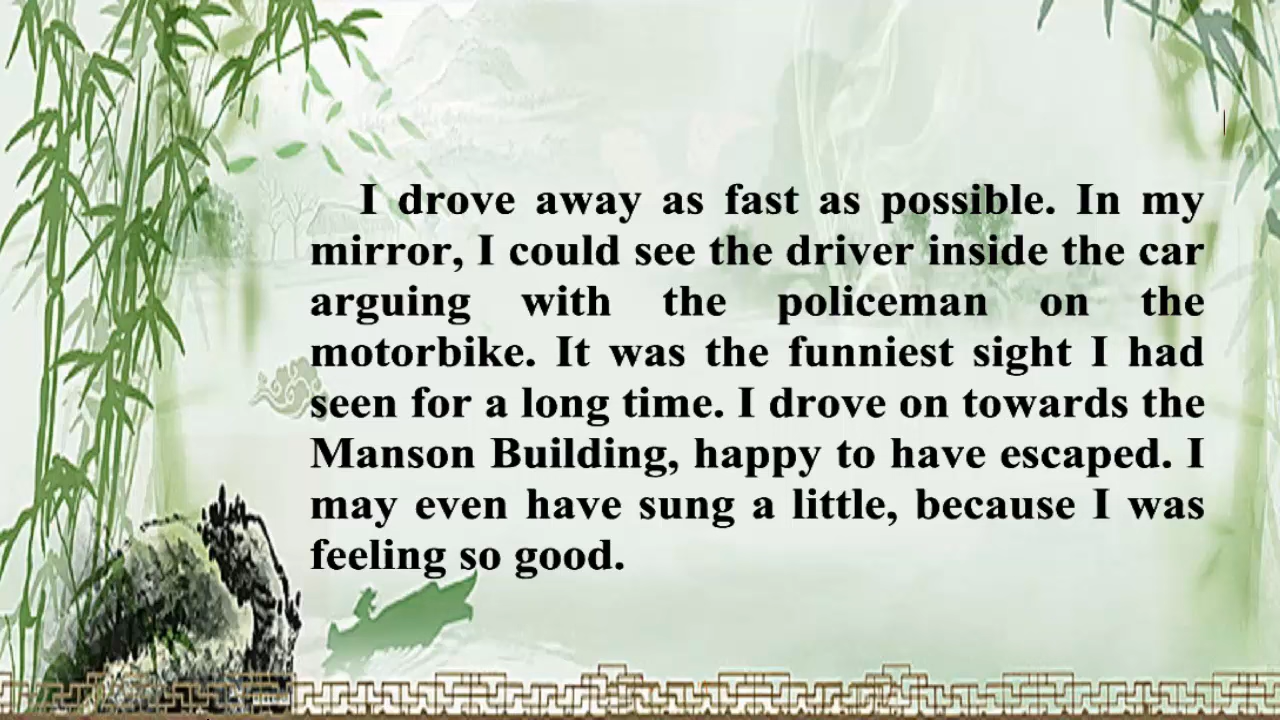 I drove away as fast as possible. In my
mirror, I could see the driver inside the car
arguing with the policeman on the
motorbike. It was the funniest sight I had
seen for a long time. I drove on towards the
Manson Building, happy to have escaped. I
may even have sung a little, because I was
feeling so good.